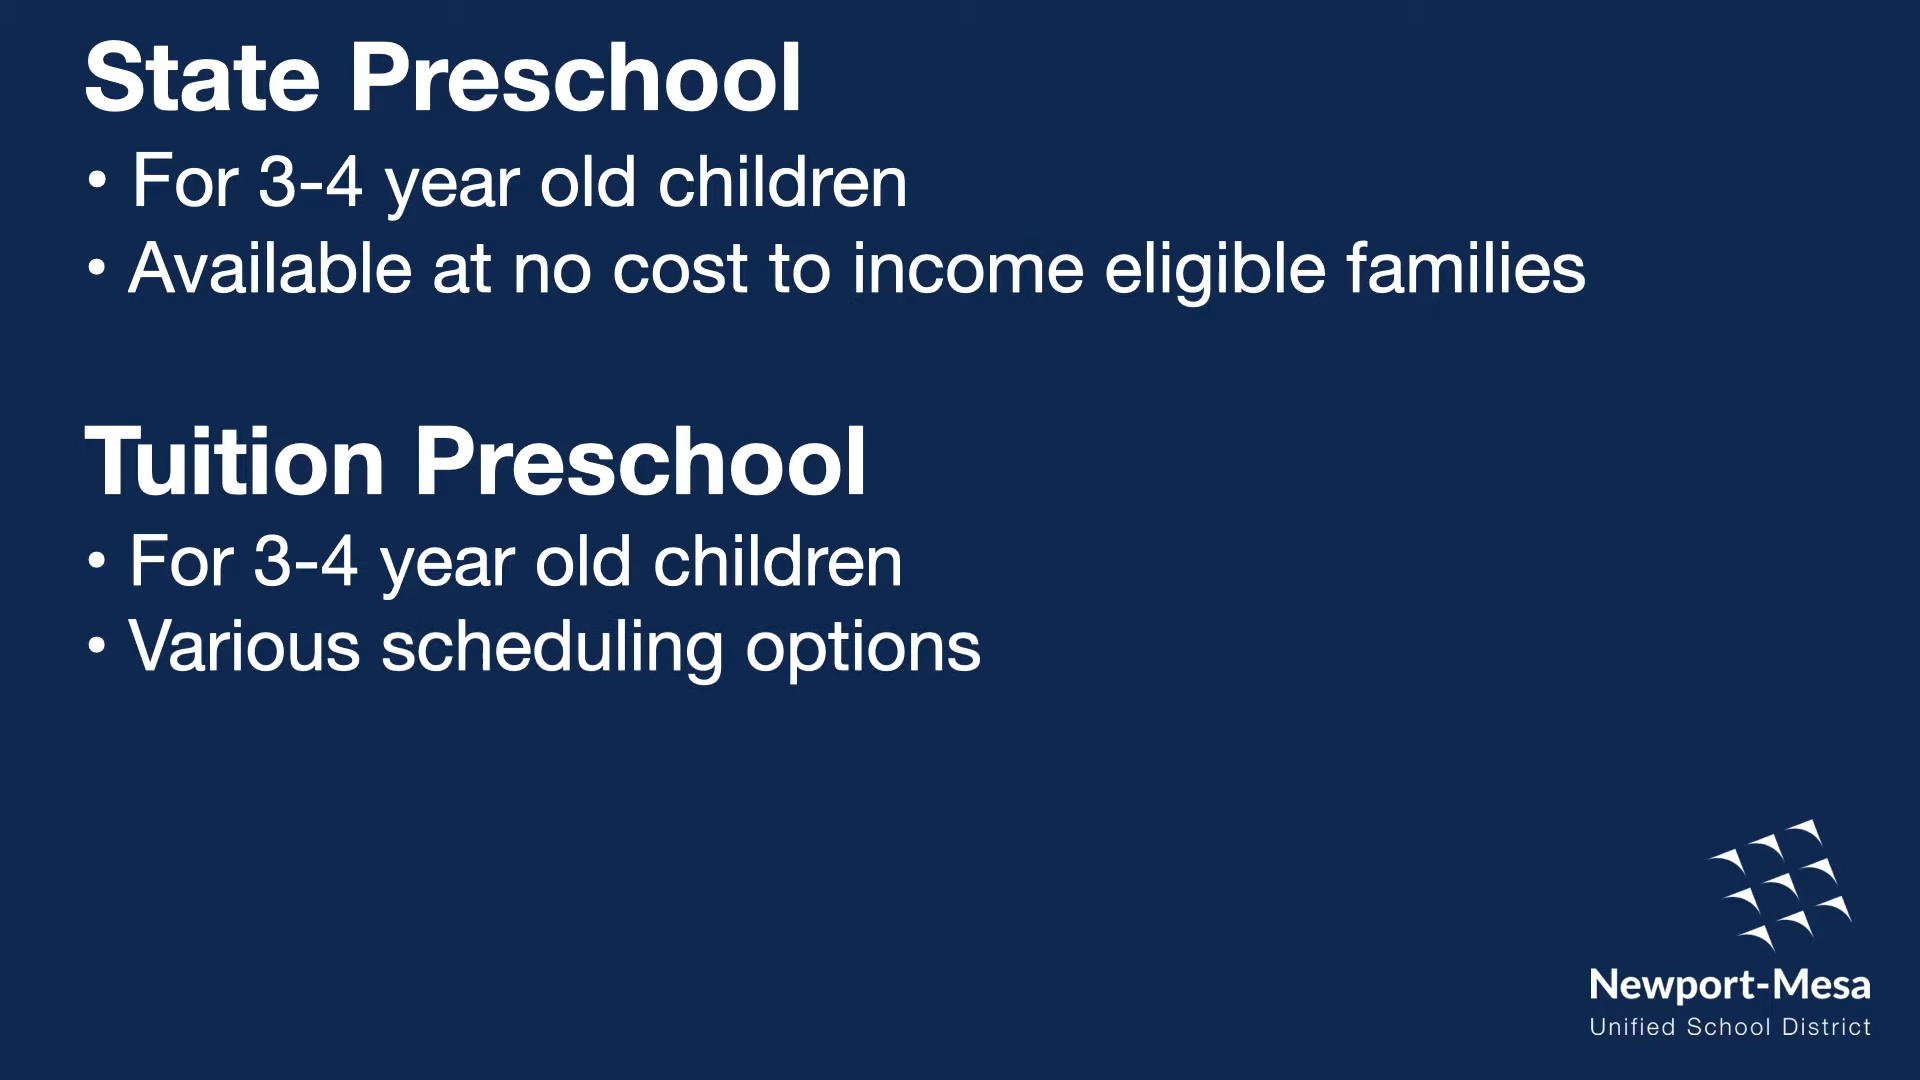 State Preschool
• For 3-4 year old children
• Available at no cost to income eligible families
Tuition Preschool
• For 3-4 year old children
• Various scheduling options
Newport-Mesa
Unified School District